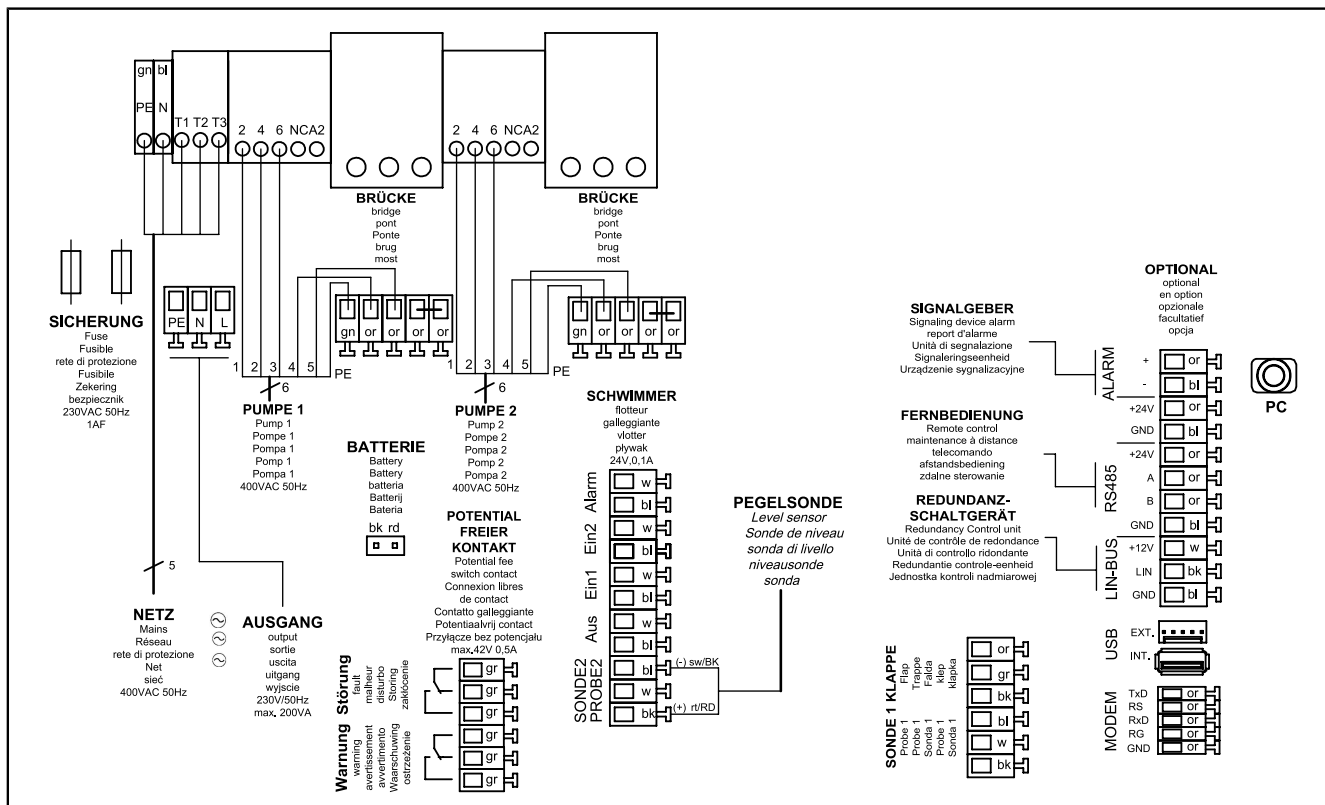 gn bl
PE N
T1 T2 T3
2 4 6 NCA2
2 4 6 NCA2
BRÜCKE
bridge
pont
Ponte
brug
most
BRÜCKE
bridge
pont
Ponte
brug
most
SICHERUNG
Fuse
Fusible
rete di protezione
Fusibile
Zekering
bezpiecznik
230VAC 50Hz
1AF
PE N L
gn or or or or
gn or or or or
1 2 3 4 5 PE
6
1 2 3 4 5 PE
6
PUMPE 1
Pump 1
Pompe 1
Pompa 1
Pomp 1
Pompa 1
400VAC 50Hz
PUMPE 2
Pump 2
Pompe 2
Pompa 2
Pomp 2
Pompa 2
400VAC 50Hz
BATTERIE
Battery
Battery
batteria
Batterij
Bateria
bk rd
5
NETZ
Mains
Réseau
rete di protezione
Net
sieć
400VAC 50Hz
AUSGANG
output
sortie
uscita
uitgang
wyjscie
230V/50Hz
max. 200VA
POTENTIAL
FREIER
KONTAKT
Potential fee
switch contact
Connexion libres
de contact
Contatto galleggiante
Potentiaalvrij contact
Przyłącze bez potencjału
max.42V 0,5A
Störung
fault
malheur
disturbo
Storing
zakłócenie
gr
gr
gr
Warnung
warning
avertissement
avvertimento
Waarschuwing
ostrzeżenie
gr
gr
gr
SCHWIMMER
flotteur
galleggiante
vlotter
pływak
24V,0,1A
Alarm
w
bl
Ein2
w
bl
Ein1
w
bl
Aus
w
bl
SONDE2
PROBE2
bl
w
bk
(-) sw/BK
(+) rt/RD
PEGELSONDE
Level sensor
Sonde de niveau
sonda di livello
niveausonde
sonda
SIGNALGEBER
Signaling device alarm
report d'alarme
Unità di segnalazione
Signaleringseenheid
Urządzenie sygnalizacyjne
FERNBEDIENUNG
Remote control
maintenance à distance
telecomando
afstandsbediening
zdalne sterowanie
REDUNDANZ-
SCHALTGERÄT
Redundancy Control unit
Unité de contrôle de redondance
Unità di controllo ridondante
Redundantie controļe-eenheid
Jednostka kontroli nadmiarowej
OPTIONAL
optional
en option
opzionale
facultatief
opcja
ALARM
+ or
- bl
+24V or
GND bl
RS485
+24V or
A or
B or
GND bl
LIN-BUS
+12V w
LIN bk
GND bl
PC
USB
EXT.
INT.
MODEM
TxD or
RS or
RxD or
RG or
GND or
KLAPPE
Flap
Trappe
Falda
klep
klapka
or
gr
bk
SONDE 1
Probe 1
Probe 1
Sonda 1
Probe 1
Sonda 1
bl
w
bk